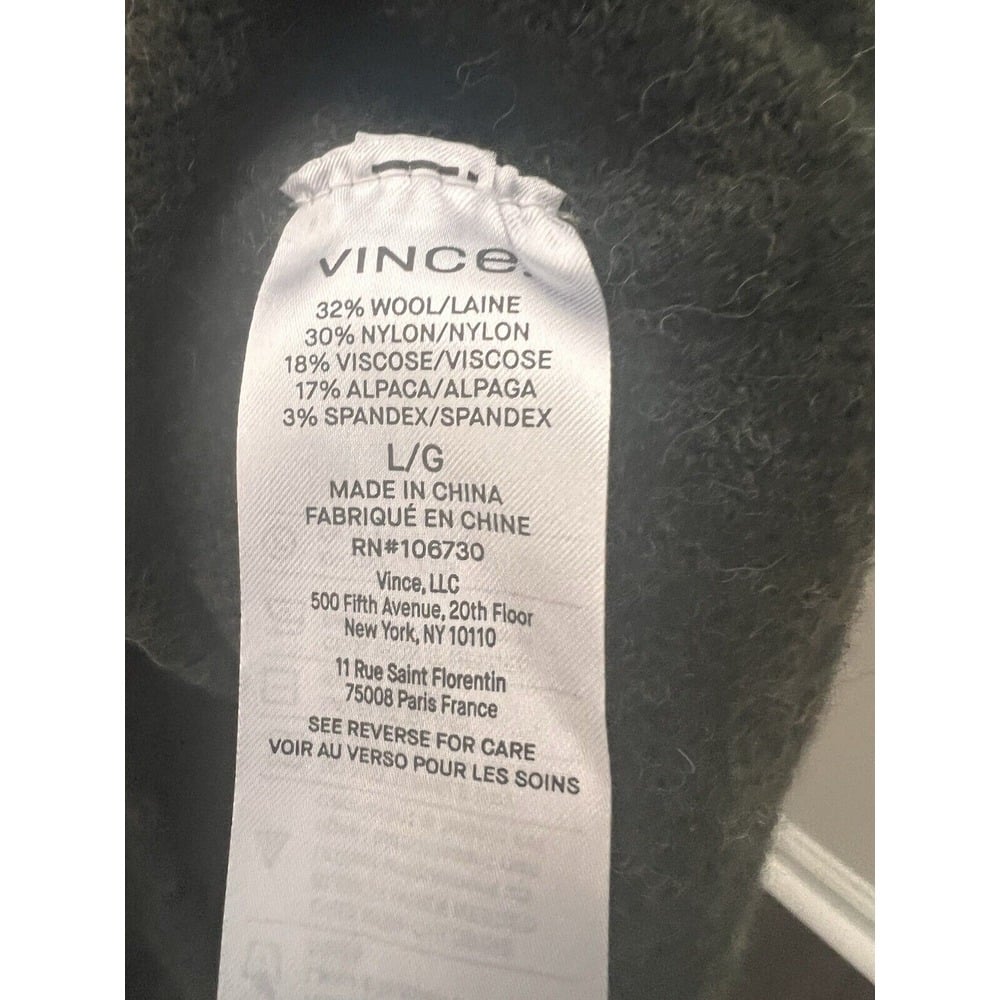 VINCE.
32% WOOL/LAINE
30% NYLON/NYLON
18% VISCOSE/VISCOSE
17% ALPACA/ALPAGA
3% SPANDEX/SPANDEX
L/G
MADE IN CHINA
FABRIQUÉ EN CHINE
RN#106730
Vince, LLC
500 Fifth Avenue, 20th Floor
New York, NY 10110
11 Rue Saint Florentin
75008 Paris France
SEE REVERSE FOR CARE
VOIR AU VERSO POUR LES SOINS